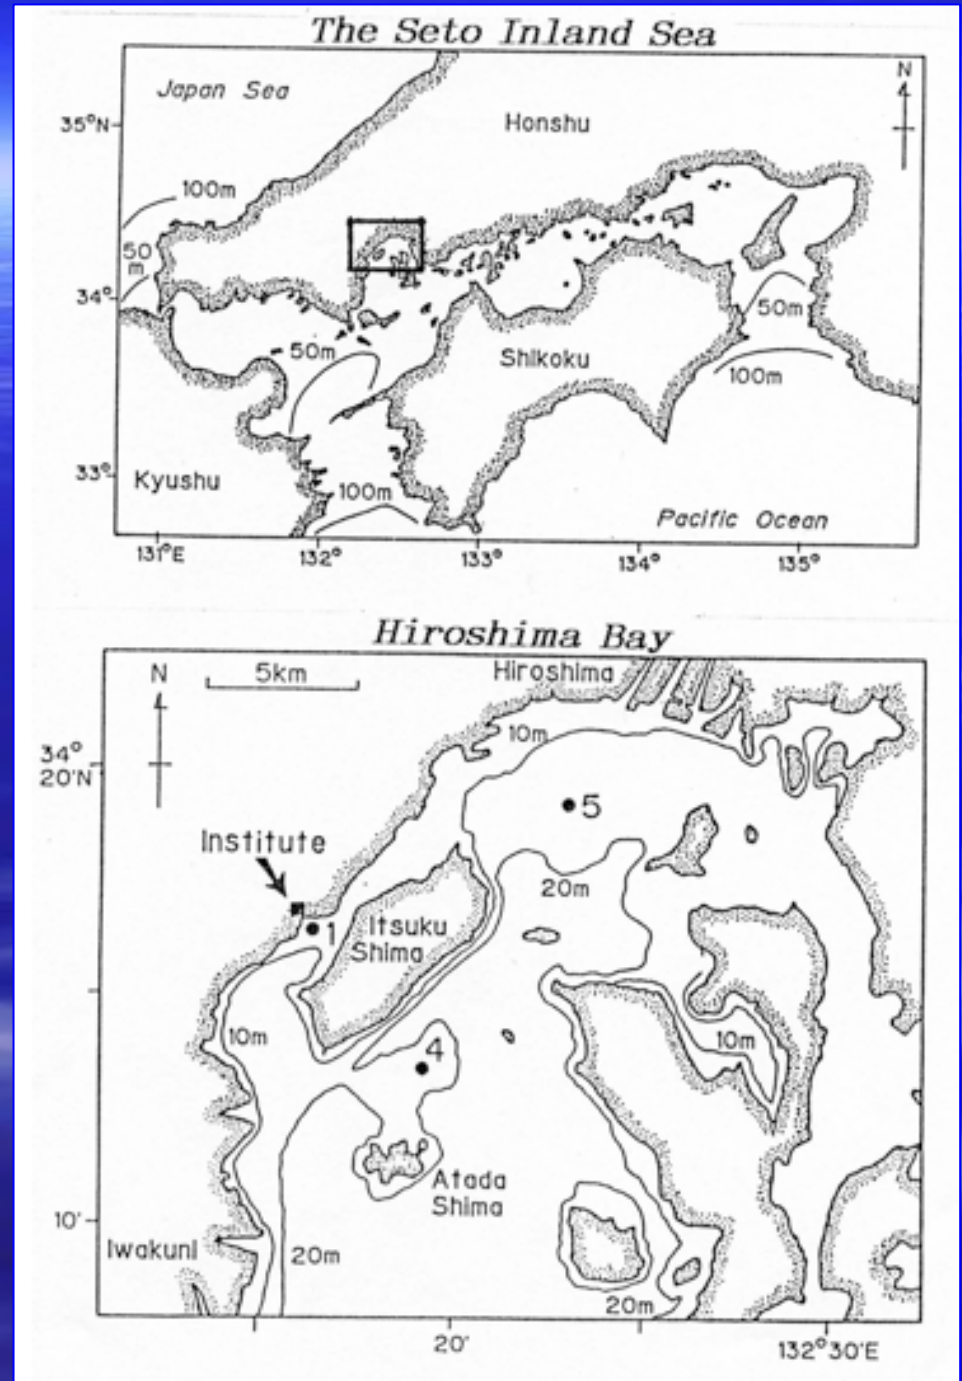 The Seto Inland Sea
Japan Sea
N
35°N
Honshu
100m
50
m
34°
50m
50m
Shikoku
100m
33°
Kyushu
100m
Pacific Ocean
131°E
132°
133°
134°
135°
Hiroshima Bay
N
5km
Hiroshima
10m
34°
20'N
5
Institute
20m
1
Itsuku
Shima
10m
10m
4
Atada
Shima
10'
Iwakuni
20m
20m
20'
132°30'E